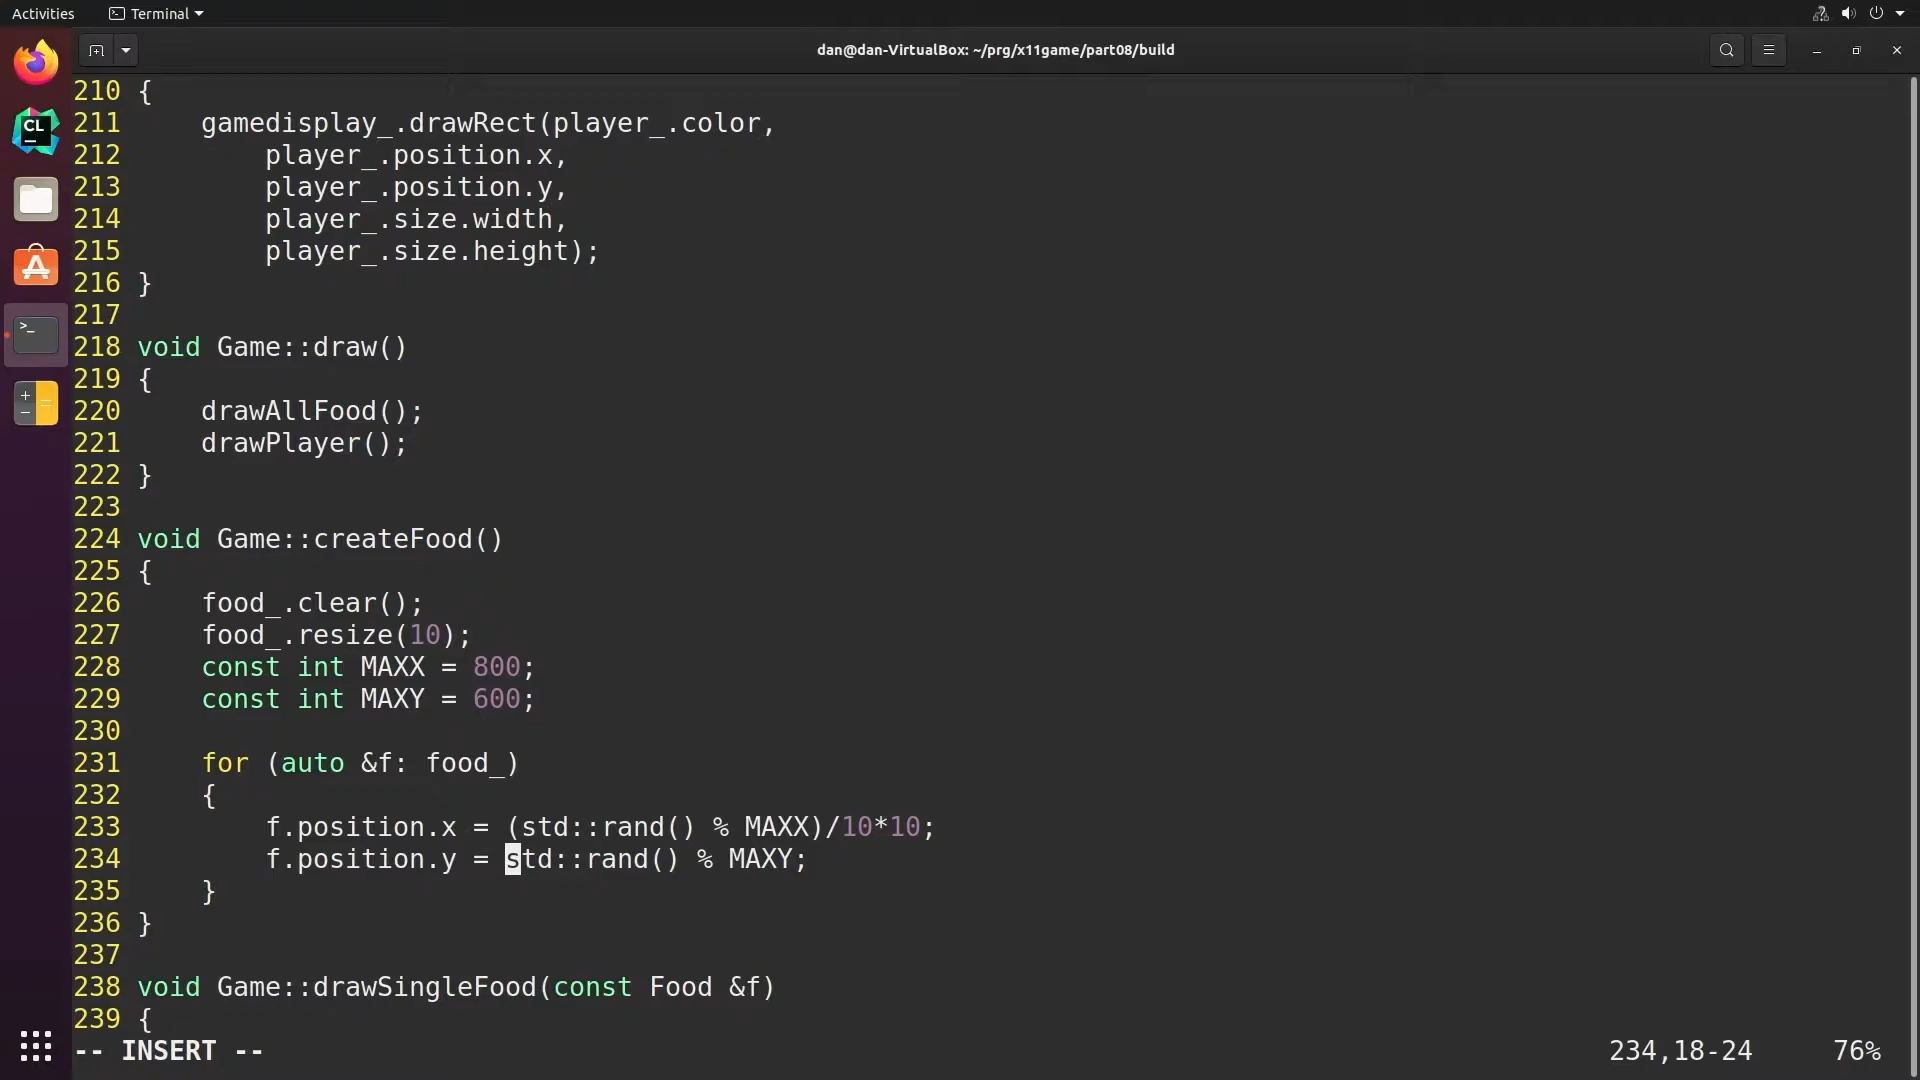 Activities
Terminal
dan@dan-VirtualBox: ~/prg/x11game/part08/build
CL
210 {
211     gamedisplay_.drawRect(player_.color,
212         player_.position.x,
213         player_.position.y,
214         player_.size.width,
215         player_.size.height);
216 }
217
218 void Game::draw()
219 {
220     drawAllFood();
221     drawPlayer();
222 }
223
224 void Game::createFood()
225 {
226     food_.clear();
227     food_.resize(10);
228     const int MAXX = 800;
229     const int MAXY = 600;
230
231     for (auto &f: food_)
232     {
233         f.position.x = (std::rand() % MAXX)/10*10;
234         f.position.y = std::rand() % MAXY;
235     }
236 }
237
238 void Game::drawSingleFood(const Food &f)
239 {
-- INSERT --
234,18-24
76%